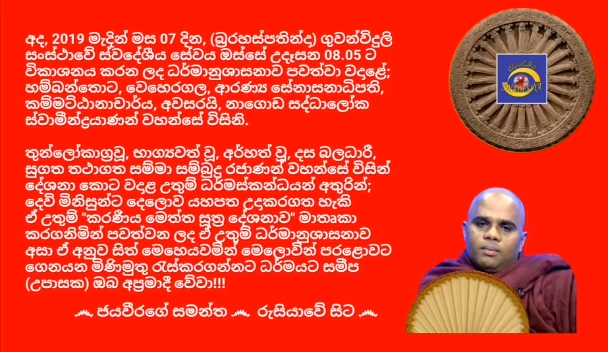 අද, 2019 මැදින් මස 07 දින, (බ්‍රහස්පතින්දා) ගුවන්විදුලි
සංස්ථාවේ ස්වදේශීය සේවය ඔස්සේ උදෑසන 08.05 ට
විකාශනය කරන ලද ධර්මානුශාසනාව පවත්වා වදාළේ;
හම්බන්තොට, වෙහෙරගල, ආරණ්‍ය සේනාසනාධිපති,
කම්මට්ඨානාචාර්ය, අවසරයි, නාගොඩ සද්ධාලෝක
ස්වාමීන්ද්‍රයාණන් වහන්සේ විසිනි.
තුන්ලෝකාග්‍රවූ, භාග්‍යවත් වූ, අර්හත් වූ, දස බලධාරී,
සුගත තථාගත සම්මා සම්බුදු රජාණන් වහන්සේ විසින්
දේශනා කොට වදාළ උතුම් ධර්මස්කන්ධයන් අතුරින්;
දෙවි මිනිසුන්ට දෙලොව යහපත උදාකරගත හැකි
ඒ උතුම් "කරණීය මෙත්ත සූත්‍ර දේශනාව" මාතෘකා
කරගනිමින් පවත්වන ලද ඒ උතුම් ධර්මානුශාසනාව
අසා ඒ අනුව සිත් මෙහෙයවමින් මෙලොවින් පරළොවට
ගෙනයන මිණිමුතු රැස්කරගන්නට ධර්මයට සමීප
(උපාසක) ඔබ අප්‍රමාදී වේවා!!!
ජයවීරගේ සමන්ත රුසියාවේ සිට